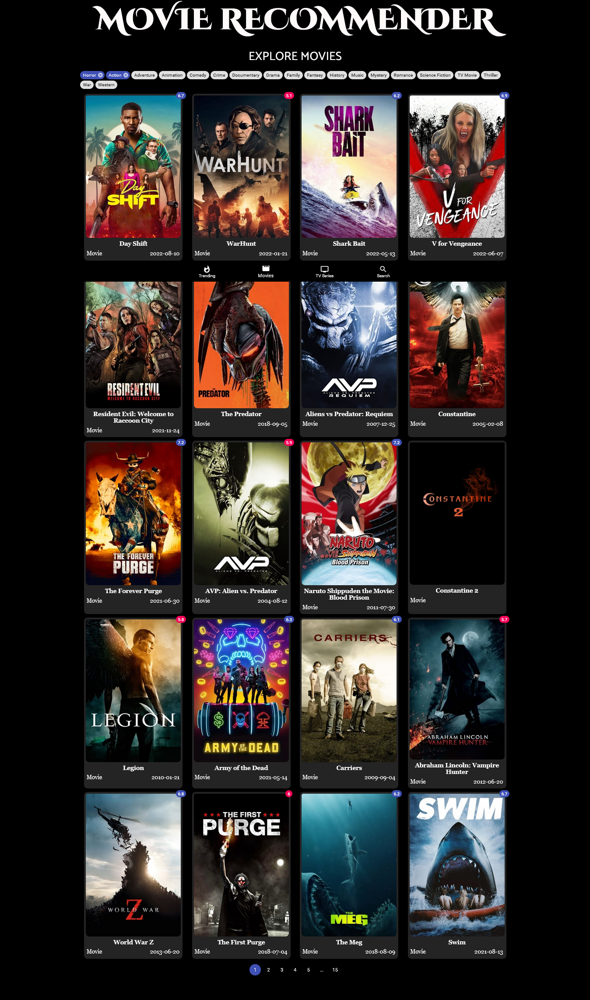 MOVIE RECOMMENDER
EXPLORE MOVIES
Horror Action Adventure Animation Comedy Crime Documentary Drama Family Fantasy History Music Mystery Romance Science Fiction TV Movie Thriller
War Western
6.7 5.1 6.2 6.9
Day
SHIFT
WARHUNT
SHARK
BAIT
2
V FOR
VENGEANCE
Day Shift WarHunt Shark Bait V for Vengeance
Movie 2022-08-10 Movie 2022-01-21 Movie 2022-05-13 Movie 2022-06-07
Trending Movies TV Series Search
R.P.D.
RESIDENT EVIL
WELCOME TO RACCOON CITY
THE
PREDATOR
AVP
ALIENS VS. PREDATOR
REQUIEM
Resident Evil: Welcome to
Raccoon City
The Predator Aliens vs Predator: Requiem Constantine
Movie 2021-11-24 Movie 2018-09-05 Movie 2007-12-25 Movie 2005-02-08
7.2 5.9 7.2
THE FOREVER
PURGE
AVP
ALIENS VS. PREDATOR
NARUTO
THE MOVIE SHIPPUDEN
Blood Prison
CONSTANTINE
2
The Forever Purge AVP: Alien vs. Predator Naruto Shippuden the Movie:
Blood Prison
Constantine 2
Movie 2021-06-30 Movie 2004-08-12 Movie 2011-07-30 Movie
5.8 6.3 6.1 5.7
LEGION
$
ARMY OF THE DEAD
CARRIERS
ABRAHAM LINCOLN
VAMPIRE HUNTER
Legion Army of the Dead Carriers Abraham Lincoln: Vampire
Hunter
Movie 2010-01-21 Movie 2021-05-14 Movie 2009-09-04 Movie 2012-06-20
6.8 6 6.2 6.7
WORLD WAR
Z
THE FIRST
PURGE
THE
MEG
SWIM
World War Z The First Purge The Meg Swim
Movie 2013-06-20 Movie 2018-07-04 Movie 2018-08-09 Movie 2021-08-13
1 2 3 4 5 … 15